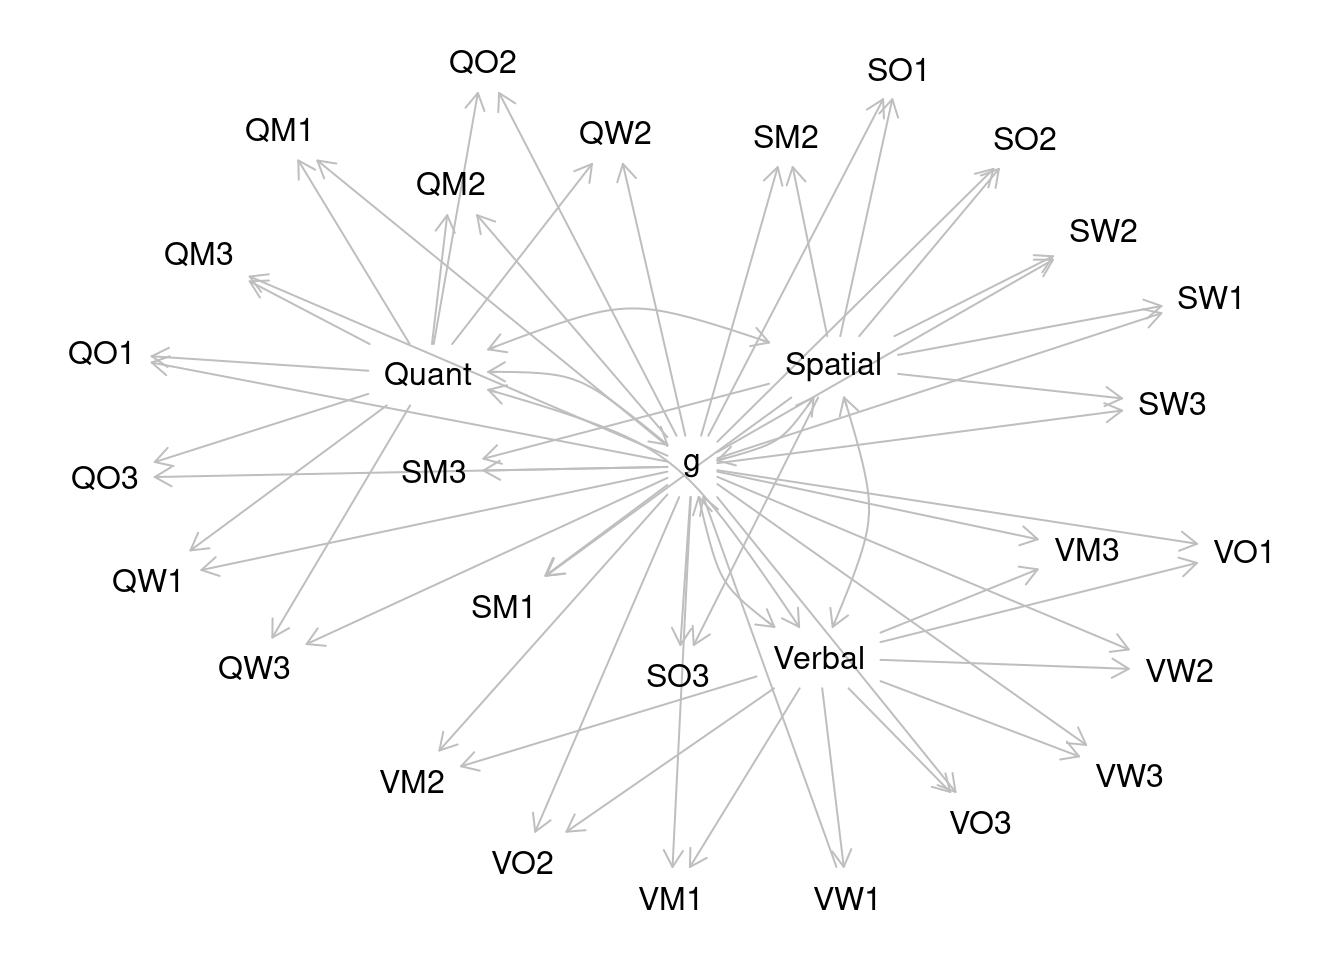 QO2
SO1
QM1
QW2
SM2
SO2
QM2
SW2
QM3
SW1
QO1
Spatial
Quant
SW3
g
SM3
QO3
VM3
VO1
QW1
SM1
Verbal
QW3
VW2
SO3
VW3
VM2
VO3
VO2
VM1
VW1